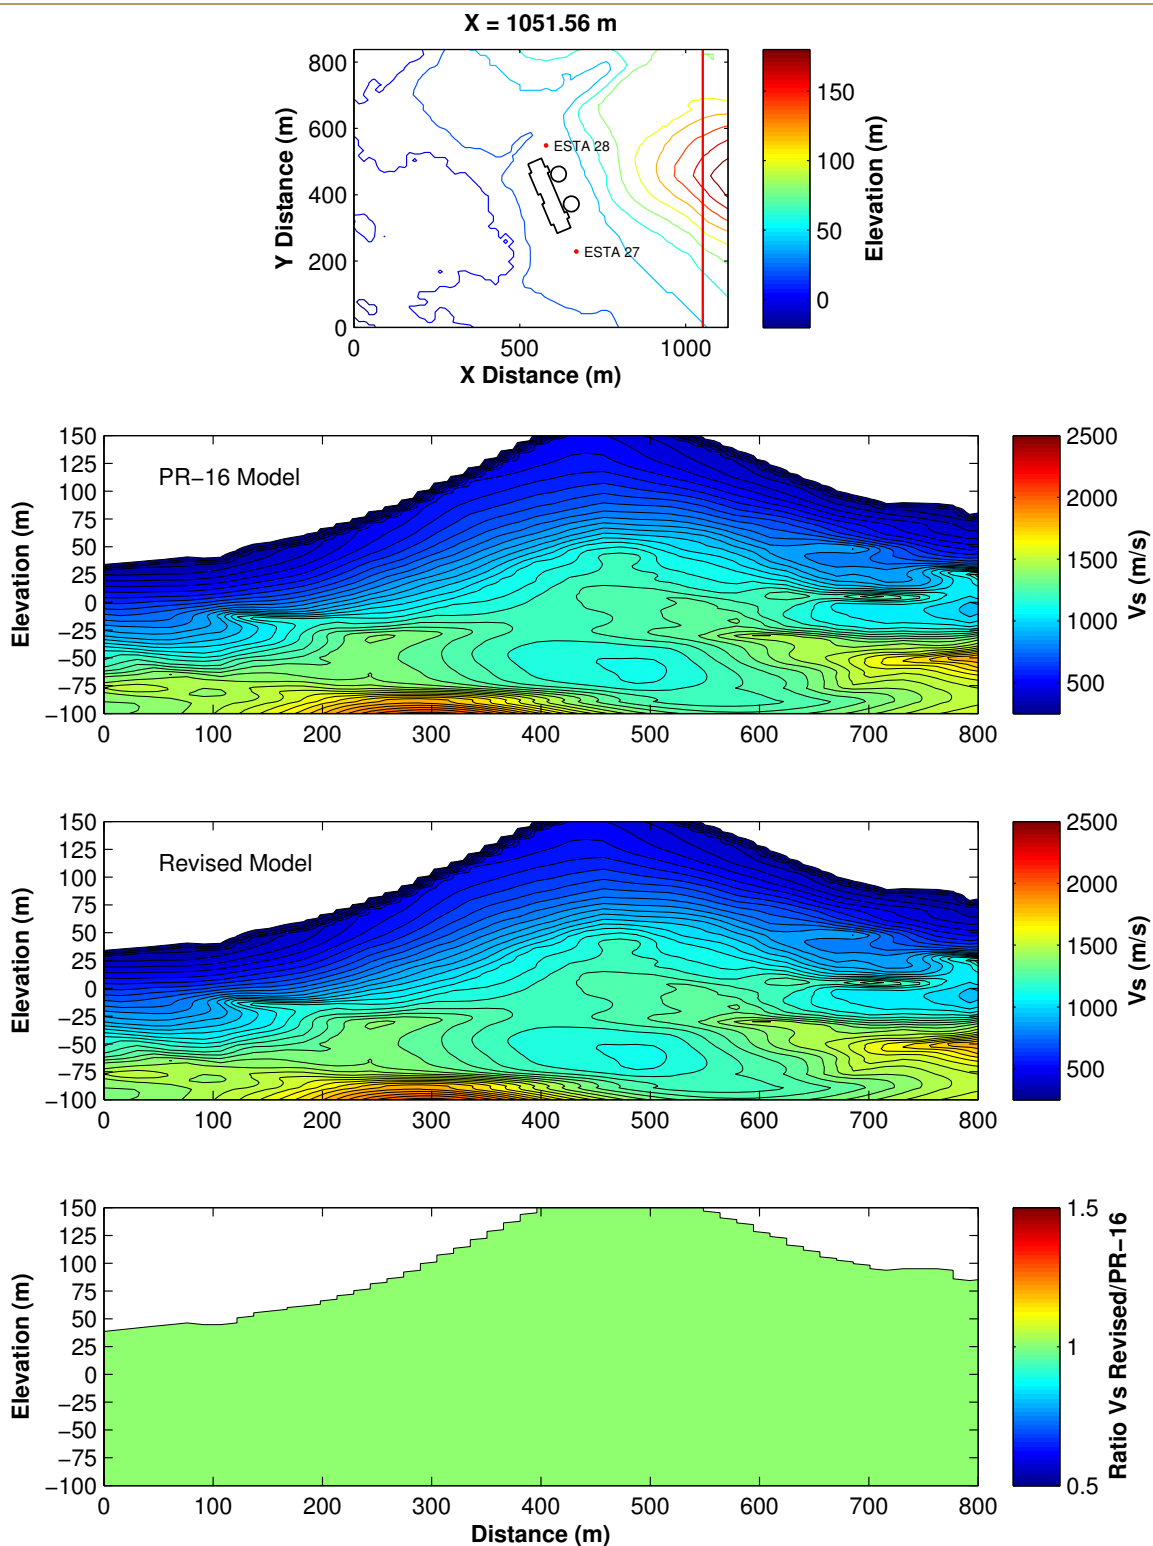 X = 1051.56 m
800
600
400
200
0
Y Distance (m)
ESTA 28
ESTA 27
0 500 1000
X Distance (m)
150
100
50
0
Elevation (m)
150
125
100
75
50
25
0
−25
−50
−75
−100
Elevation (m)
PR−16 Model
0 100 200 300 400 500 600 700 800
2500
2000
1500
1000
500
Vs (m/s)
150
125
100
75
50
25
0
−25
−50
−75
−100
Elevation (m)
Revised Model
0 100 200 300 400 500 600 700 800
2500
2000
1500
1000
500
Vs (m/s)
150
125
100
75
50
25
0
−25
−50
−75
−100
Elevation (m)
0 100 200 300 400 500 600 700 800
Distance (m)
1.5
1
0.5
Ratio Vs Revised/PR−16